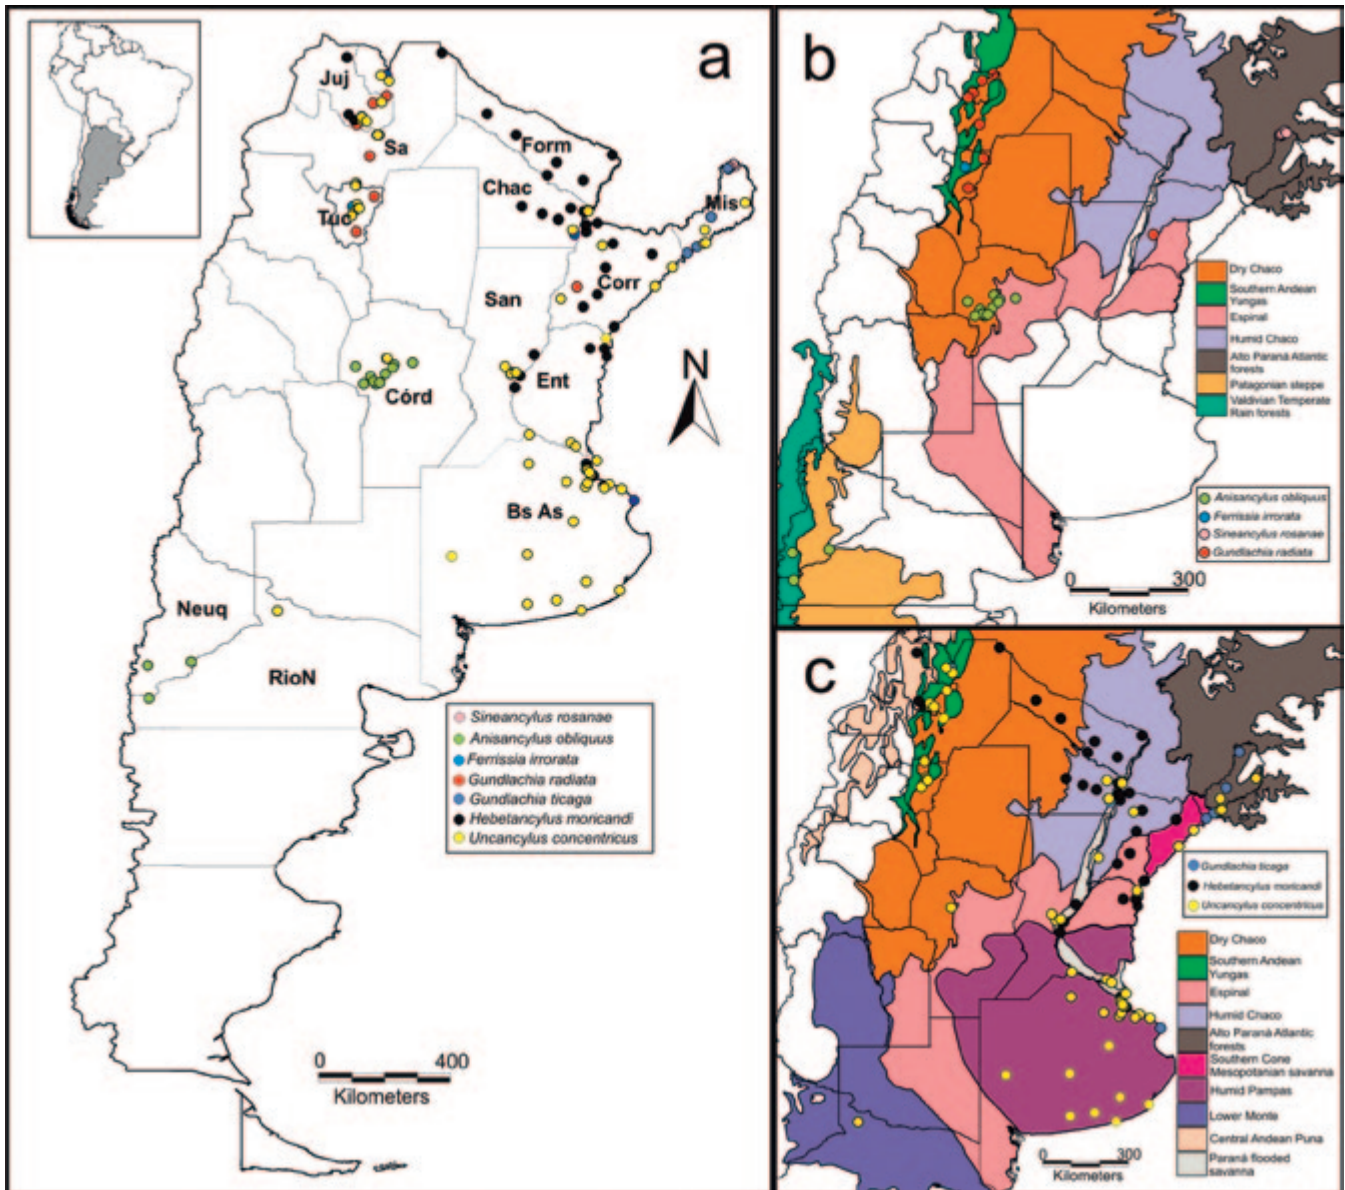 a
Juj
Sa
Form
Chac
Mis
Tuc
Corr
San
Ent
Córd
N
Bs As
Neuq
RioN
Sineancylus rosanae
Anisancylus obliquus
Ferrissia irrorata
Gundlachia radiata
Gundlachia ticaga
Hebetancylus moricandi
Uncancylus concentricus
0 400
Kilometers
b
Dry Chaco
Southern Andean
Yungas
Espinal
Humid Chaco
Alto Paraná Atlantic
forests
Patagonian steppe
Valdivian Temperate
Rain forests
Anisancylus obliquus
Ferrissia irrorata
Sineancylus rosanae
Gundlachia radiata
0 300
Kilometers
c
Gundlachia ticaga
Hebetancylus moricandi
Uncancylus concentricus
Dry Chaco
Southern Andean
Yungas
Espinal
Humid Chaco
Alto Paraná Atlantic
forests
Southern Cone
Mesopotanian savanna
Humid Pampas
Lower Monte
Central Andean Puna
Paraná flooded
savanna
0 300
Kilometers